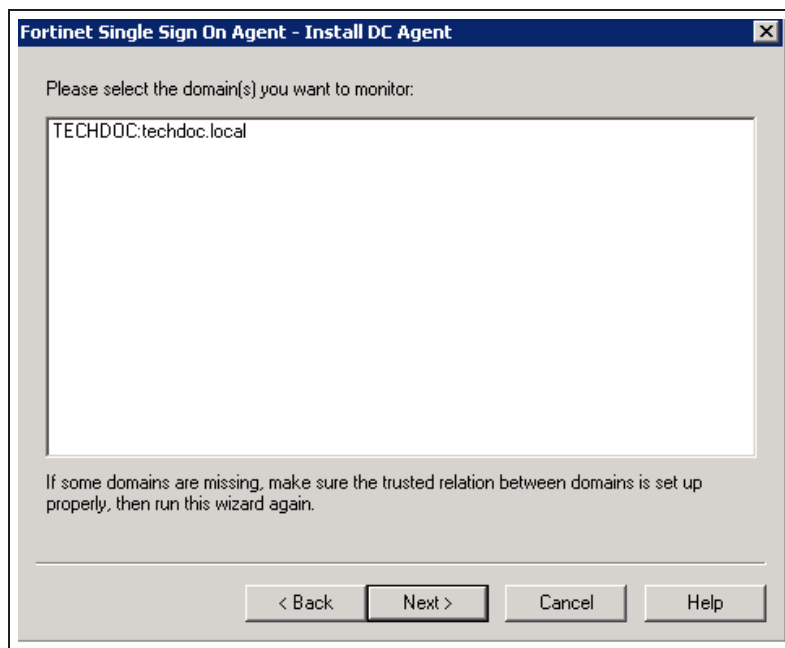 Fortinet Single Sign On Agent - Install DC Agent
Please select the domain(s) you want to monitor:
TECHDOC:techdoc.local
If some domains are missing, make sure the trusted relation between domains is set up
properly, then run this wizard again.
< Back
Next >
Cancel
Help